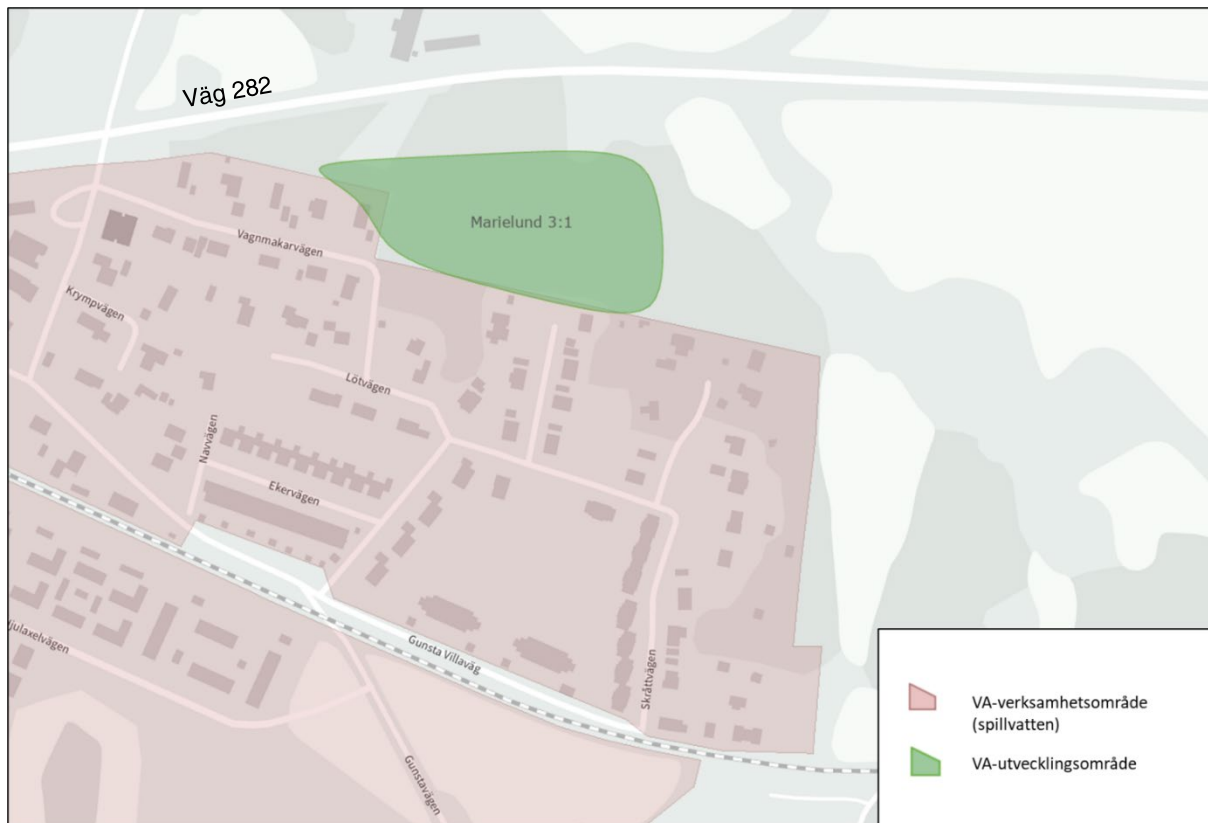 Väg 282
Marielund 3:1
Vagnmakarvägen
Krympvägen
Lötvägen
Navvägen
Ekervägen
Gunsta Villaväg
Skråttvägen
Gunstavägen
VA-verksamhetsområde
(spillvatten)
VA-utvecklingsområde